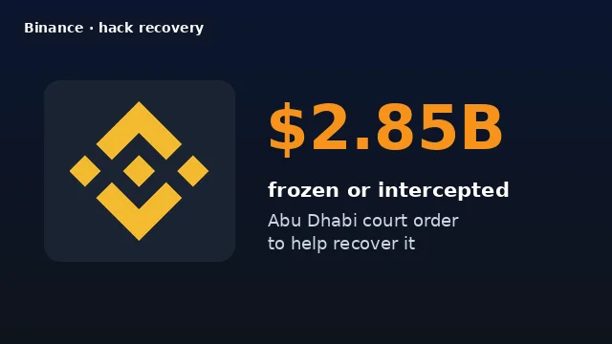 Binance · hack recovery
$2.85B
frozen or intercepted
Abu Dhabi court order
to help recover it